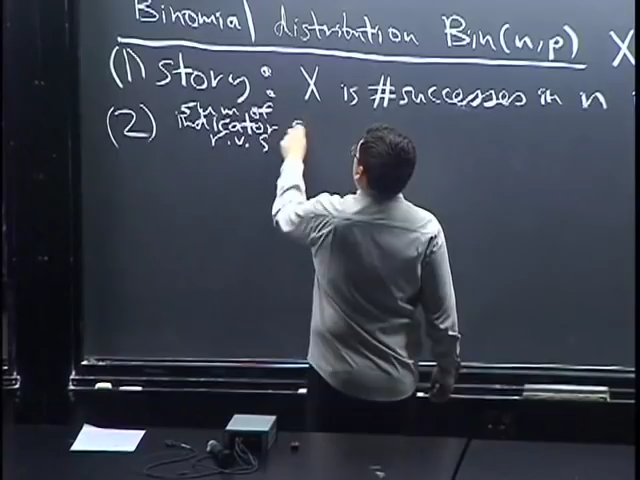 Binomial distribution Bin(n,p) X
(1) story: X is #successes in n
(2) sum of
indicator
r.v.s